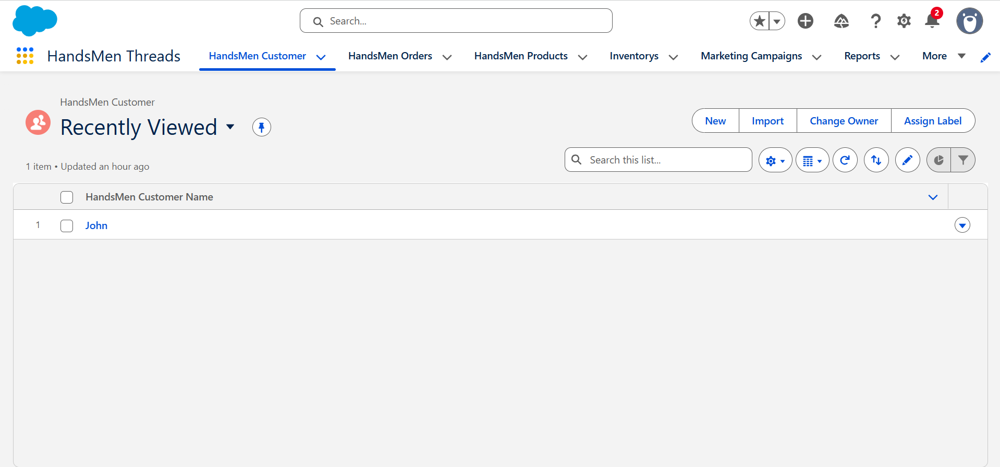 Search...
2
HandsMen Threads
HandsMen Customer
HandsMen Orders
HandsMen Products
Inventorys
Marketing Campaigns
Reports
More
HandsMen Customer
Recently Viewed
New
Import
Change Owner
Assign Label
1 item • Updated an hour ago
Search this list...
HandsMen Customer Name
1
John